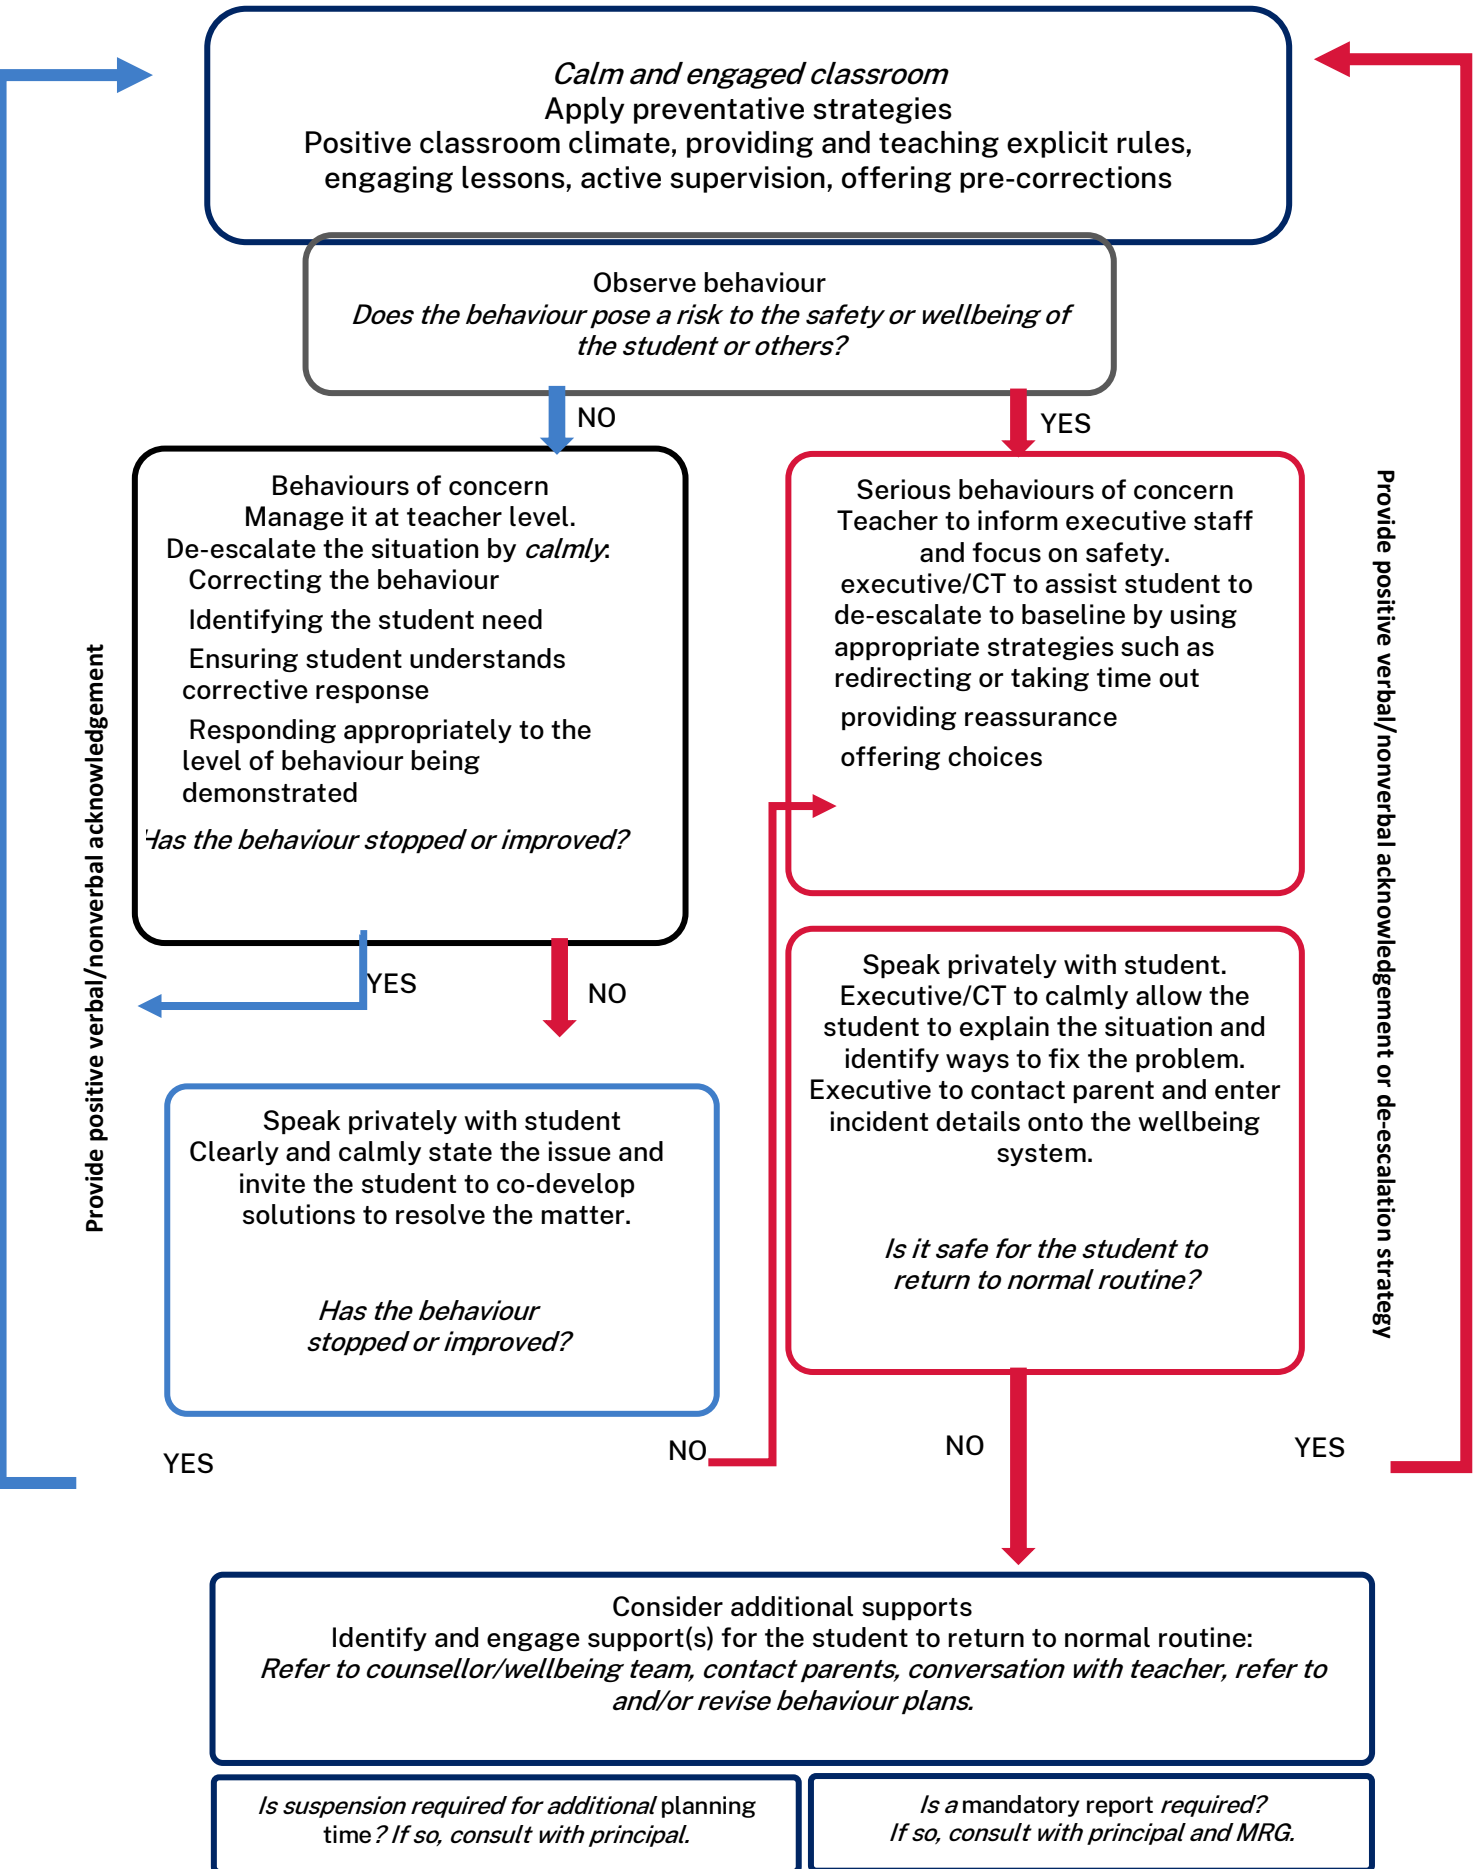 Calm and engaged classroom
Apply preventative strategies
Positive classroom climate, providing and teaching explicit rules,
engaging lessons, active supervision, offering pre-corrections
Observe behaviour
Does the behaviour pose a risk to the safety or wellbeing of
the student or others?
NO
YES
Behaviours of concern
Manage it at teacher level.
De-escalate the situation by calmly:
Correcting the behaviour
Identifying the student need
Ensuring student understands
corrective response
Responding appropriately to the
level of behaviour being
demonstrated
Has the behaviour stopped or improved?
Serious behaviours of concern
Teacher to inform executive staff
and focus on safety.
executive/CT to assist student to
de-escalate to baseline by using
appropriate strategies such as
redirecting or taking time out
providing reassurance
offering choices
Provide positive verbal/nonverbal acknowledgement
Provide positive verbal/nonverbal acknowledgement or de-escalation strategy
YES
NO
Speak privately with student
Clearly and calmly state the issue and
invite the student to co-develop
solutions to resolve the matter.
Has the behaviour
stopped or improved?
Speak privately with student.
Executive/CT to calmly allow the
student to explain the situation and
identify ways to fix the problem.
Executive to contact parent and enter
incident details onto the wellbeing
system.
Is it safe for the student to
return to normal routine?
YES
NO
NO
YES
Consider additional supports
Identify and engage support(s) for the student to return to normal routine:
Refer to counsellor/wellbeing team, contact parents, conversation with teacher, refer to
and/or revise behaviour plans.
Is suspension required for additional planning
time? If so, consult with principal.
Is a mandatory report required?
If so, consult with principal and MRG.